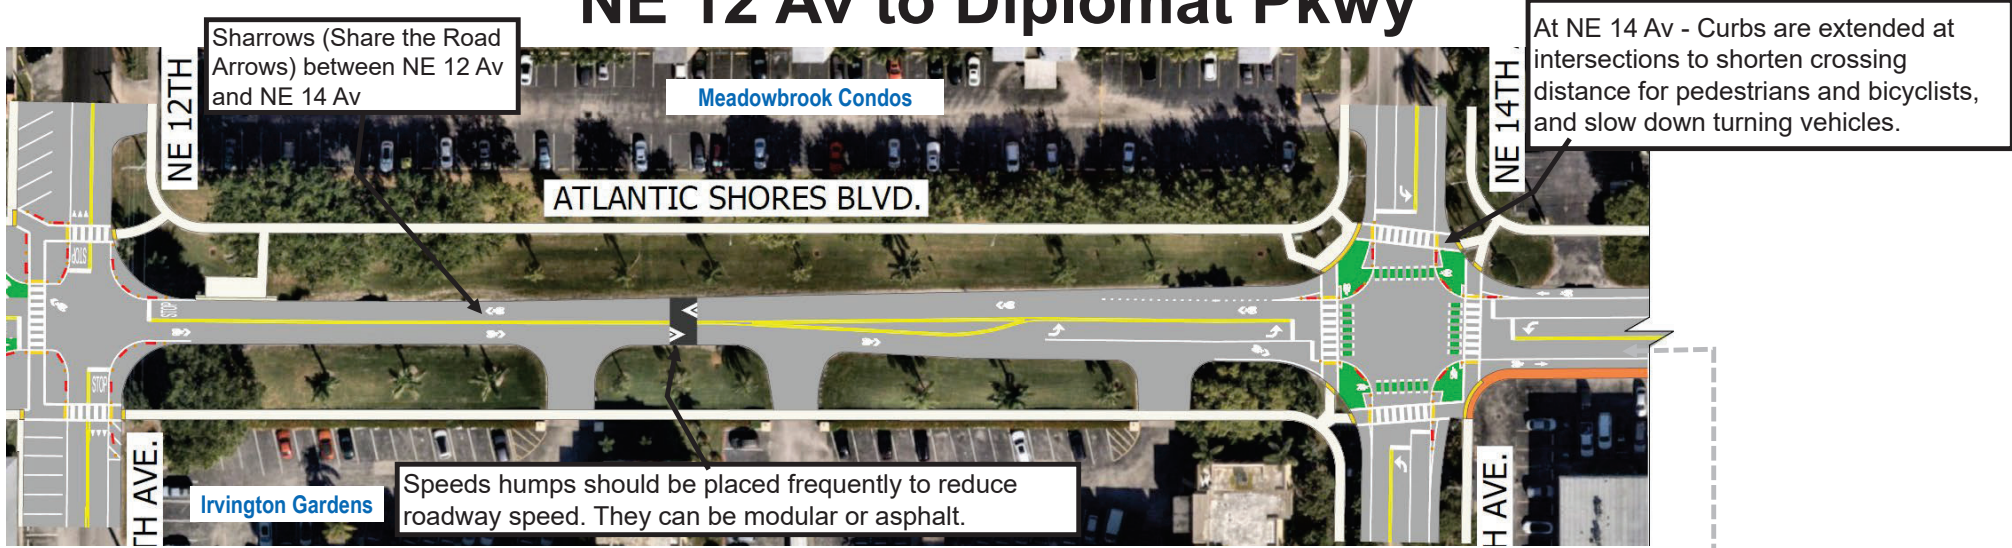 NE 12 Av to Diplomat Pkwy
Sharrows (Share the Road
Arrows) between NE 12 Av
and NE 14 Av
At NE 14 Av - Curbs are extended at
intersections to shorten crossing
distance for pedestrians and bicyclists,
and slow down turning vehicles.
NE 12TH
Meadowbrook Condos
NE 14TH
ATLANTIC SHORES BLVD.
STOP
STOP
STOP
TH AVE.
Irvington Gardens
Speeds humps should be placed frequently to reduce
roadway speed. They can be modular or asphalt.
H AVE.